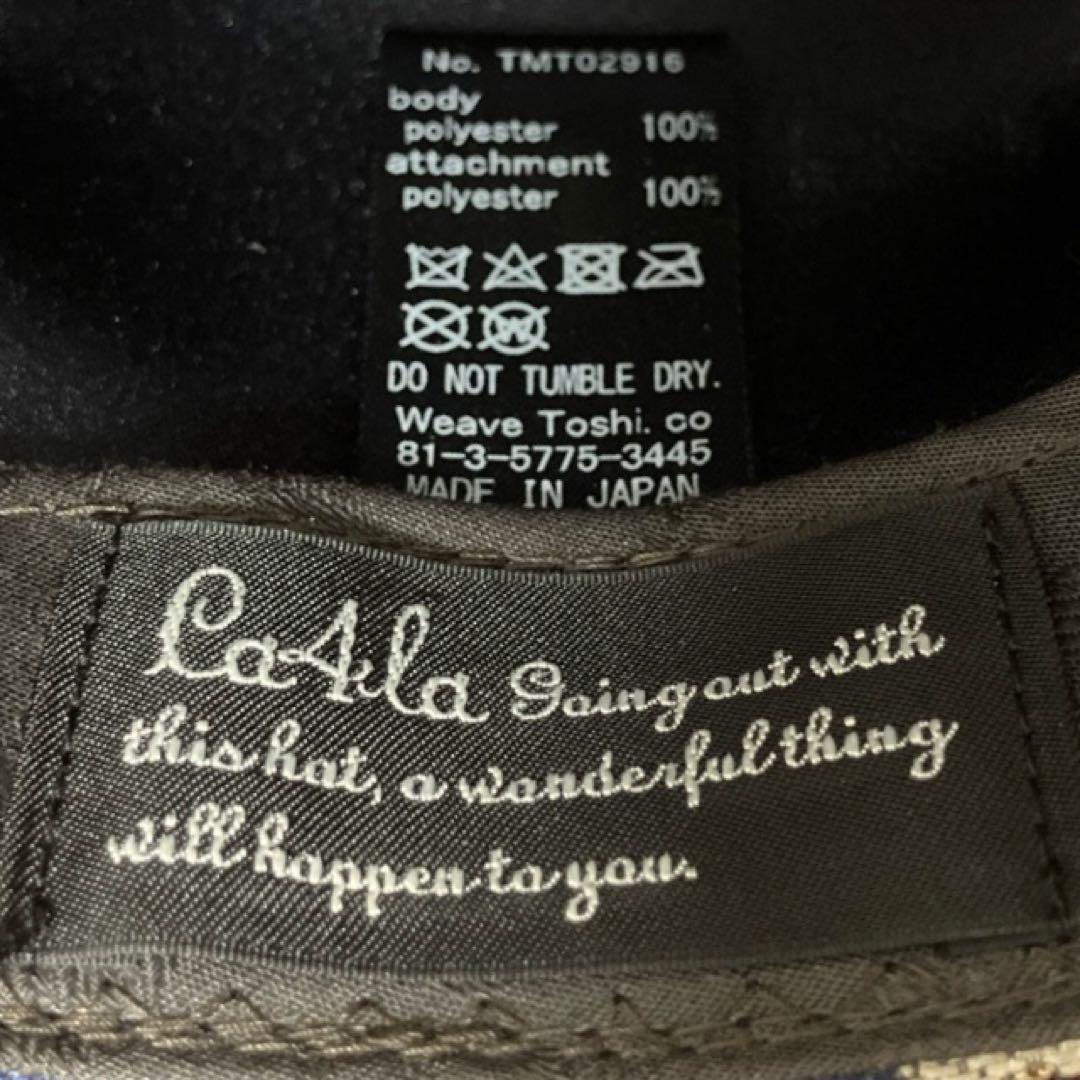 No. TMT02916
body
polyester 100%
attachment
polyester 100%
W
DO NOT TUMBLE DRY.
Weave Toshi. co
81-3-5775-3445
MADE IN JAPAN
Ca4la Going out with
this hat, a wonderful thing
will happen to you.